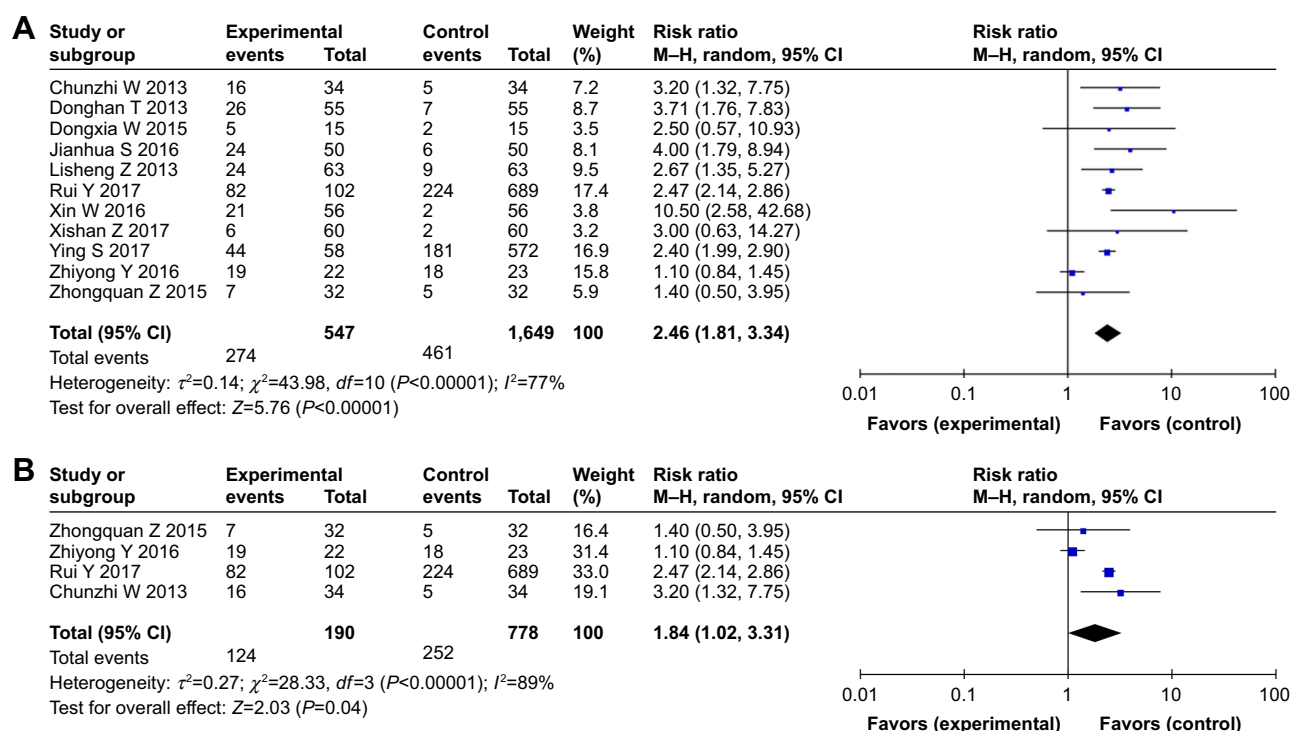 A Study or Experimental Control Weight Risk ratio Risk ratio
subgroup events Total events Total (%) M–H, random, 95% CI M–H, random, 95% CI
Chunzhi W 2013 16 34 5 34 7.2 3.20 (1.32, 7.75)
Donghan T 2013 26 55 7 55 8.7 3.71 (1.76, 7.83)
Dongxia W 2015 5 15 2 15 3.5 2.50 (0.57, 10.93)
Jianhua S 2016 24 50 6 50 8.1 4.00 (1.79, 8.94)
Lisheng Z 2013 24 63 9 63 9.5 2.67 (1.35, 5.27)
Rui Y 2017 82 102 224 689 17.4 2.47 (2.14, 2.86)
Xin W 2016 21 56 2 56 3.8 10.50 (2.58, 42.68)
Xishan Z 2017 6 60 2 60 3.2 3.00 (0.63, 14.27)
Ying S 2017 44 58 181 572 16.9 2.40 (1.99, 2.90)
Zhiyong Y 2016 19 22 18 23 15.8 1.10 (0.84, 1.45)
Zhongquan Z 2015 7 32 5 32 5.9 1.40 (0.50, 3.95)
Total (95% CI) 547 1,649 100 2.46 (1.81, 3.34)
Total events 274 461
Heterogeneity: τ²=0.14; χ²=43.98, df=10 (P<0.00001); I²=77%
Test for overall effect: Z=5.76 (P<0.00001)
0.01 0.1 1 10 100
Favors (experimental) Favors (control)
B Study or Experimental Control Weight Risk ratio Risk ratio
subgroup events Total events Total (%) M–H, random, 95% CI M–H, random, 95% CI
Zhongquan Z 2015 7 32 5 32 16.4 1.40 (0.50, 3.95)
Zhiyong Y 2016 19 22 18 23 31.4 1.10 (0.84, 1.45)
Rui Y 2017 82 102 224 689 33.0 2.47 (2.14, 2.86)
Chunzhi W 2013 16 34 5 34 19.1 3.20 (1.32, 7.75)
Total (95% CI) 190 778 100 1.84 (1.02, 3.31)
Total events 124 252
Heterogeneity: τ²=0.27; χ²=28.33, df=3 (P<0.00001); I²=89%
Test for overall effect: Z=2.03 (P=0.04)
0.01 0.1 1 10 100
Favors (experimental) Favors (control)